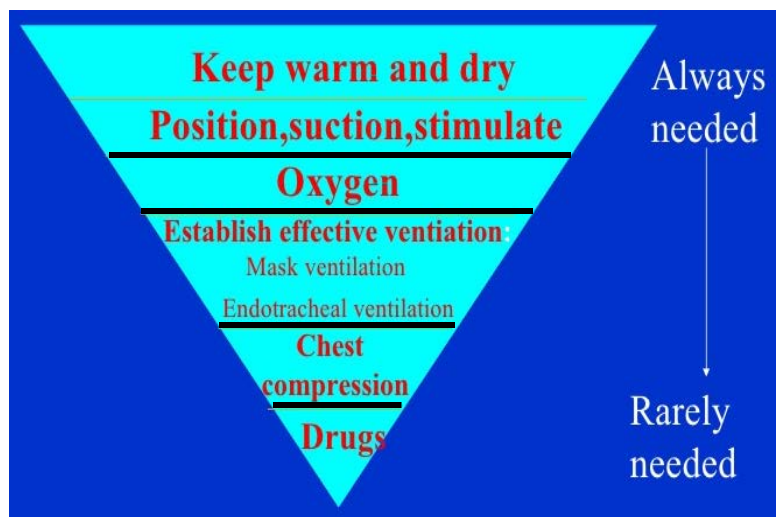 Keep warm and dry
Position,suction,stimulate
Oxygen
Establish effective ventiation:
Mask ventilation
Endotracheal ventilation
Chest
compression
Drugs
Always
needed
Rarely
needed